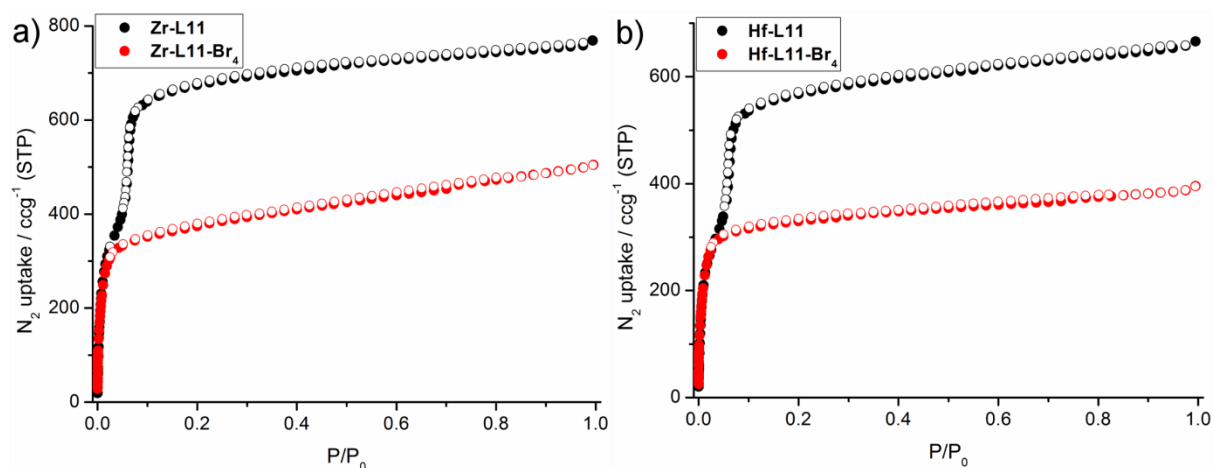 a)
Zr-L11
Zr-L11-Br₄
N₂ uptake / ccg⁻¹ (STP)
800
600
400
200
0
0.0 0.2 0.4 0.6 0.8 1.0
P/P₀
b)
Hf-L11
Hf-L11-Br₄
N₂ uptake / ccg⁻¹ (STP)
600
400
200
0
0.0 0.2 0.4 0.6 0.8 1.0
P/P₀